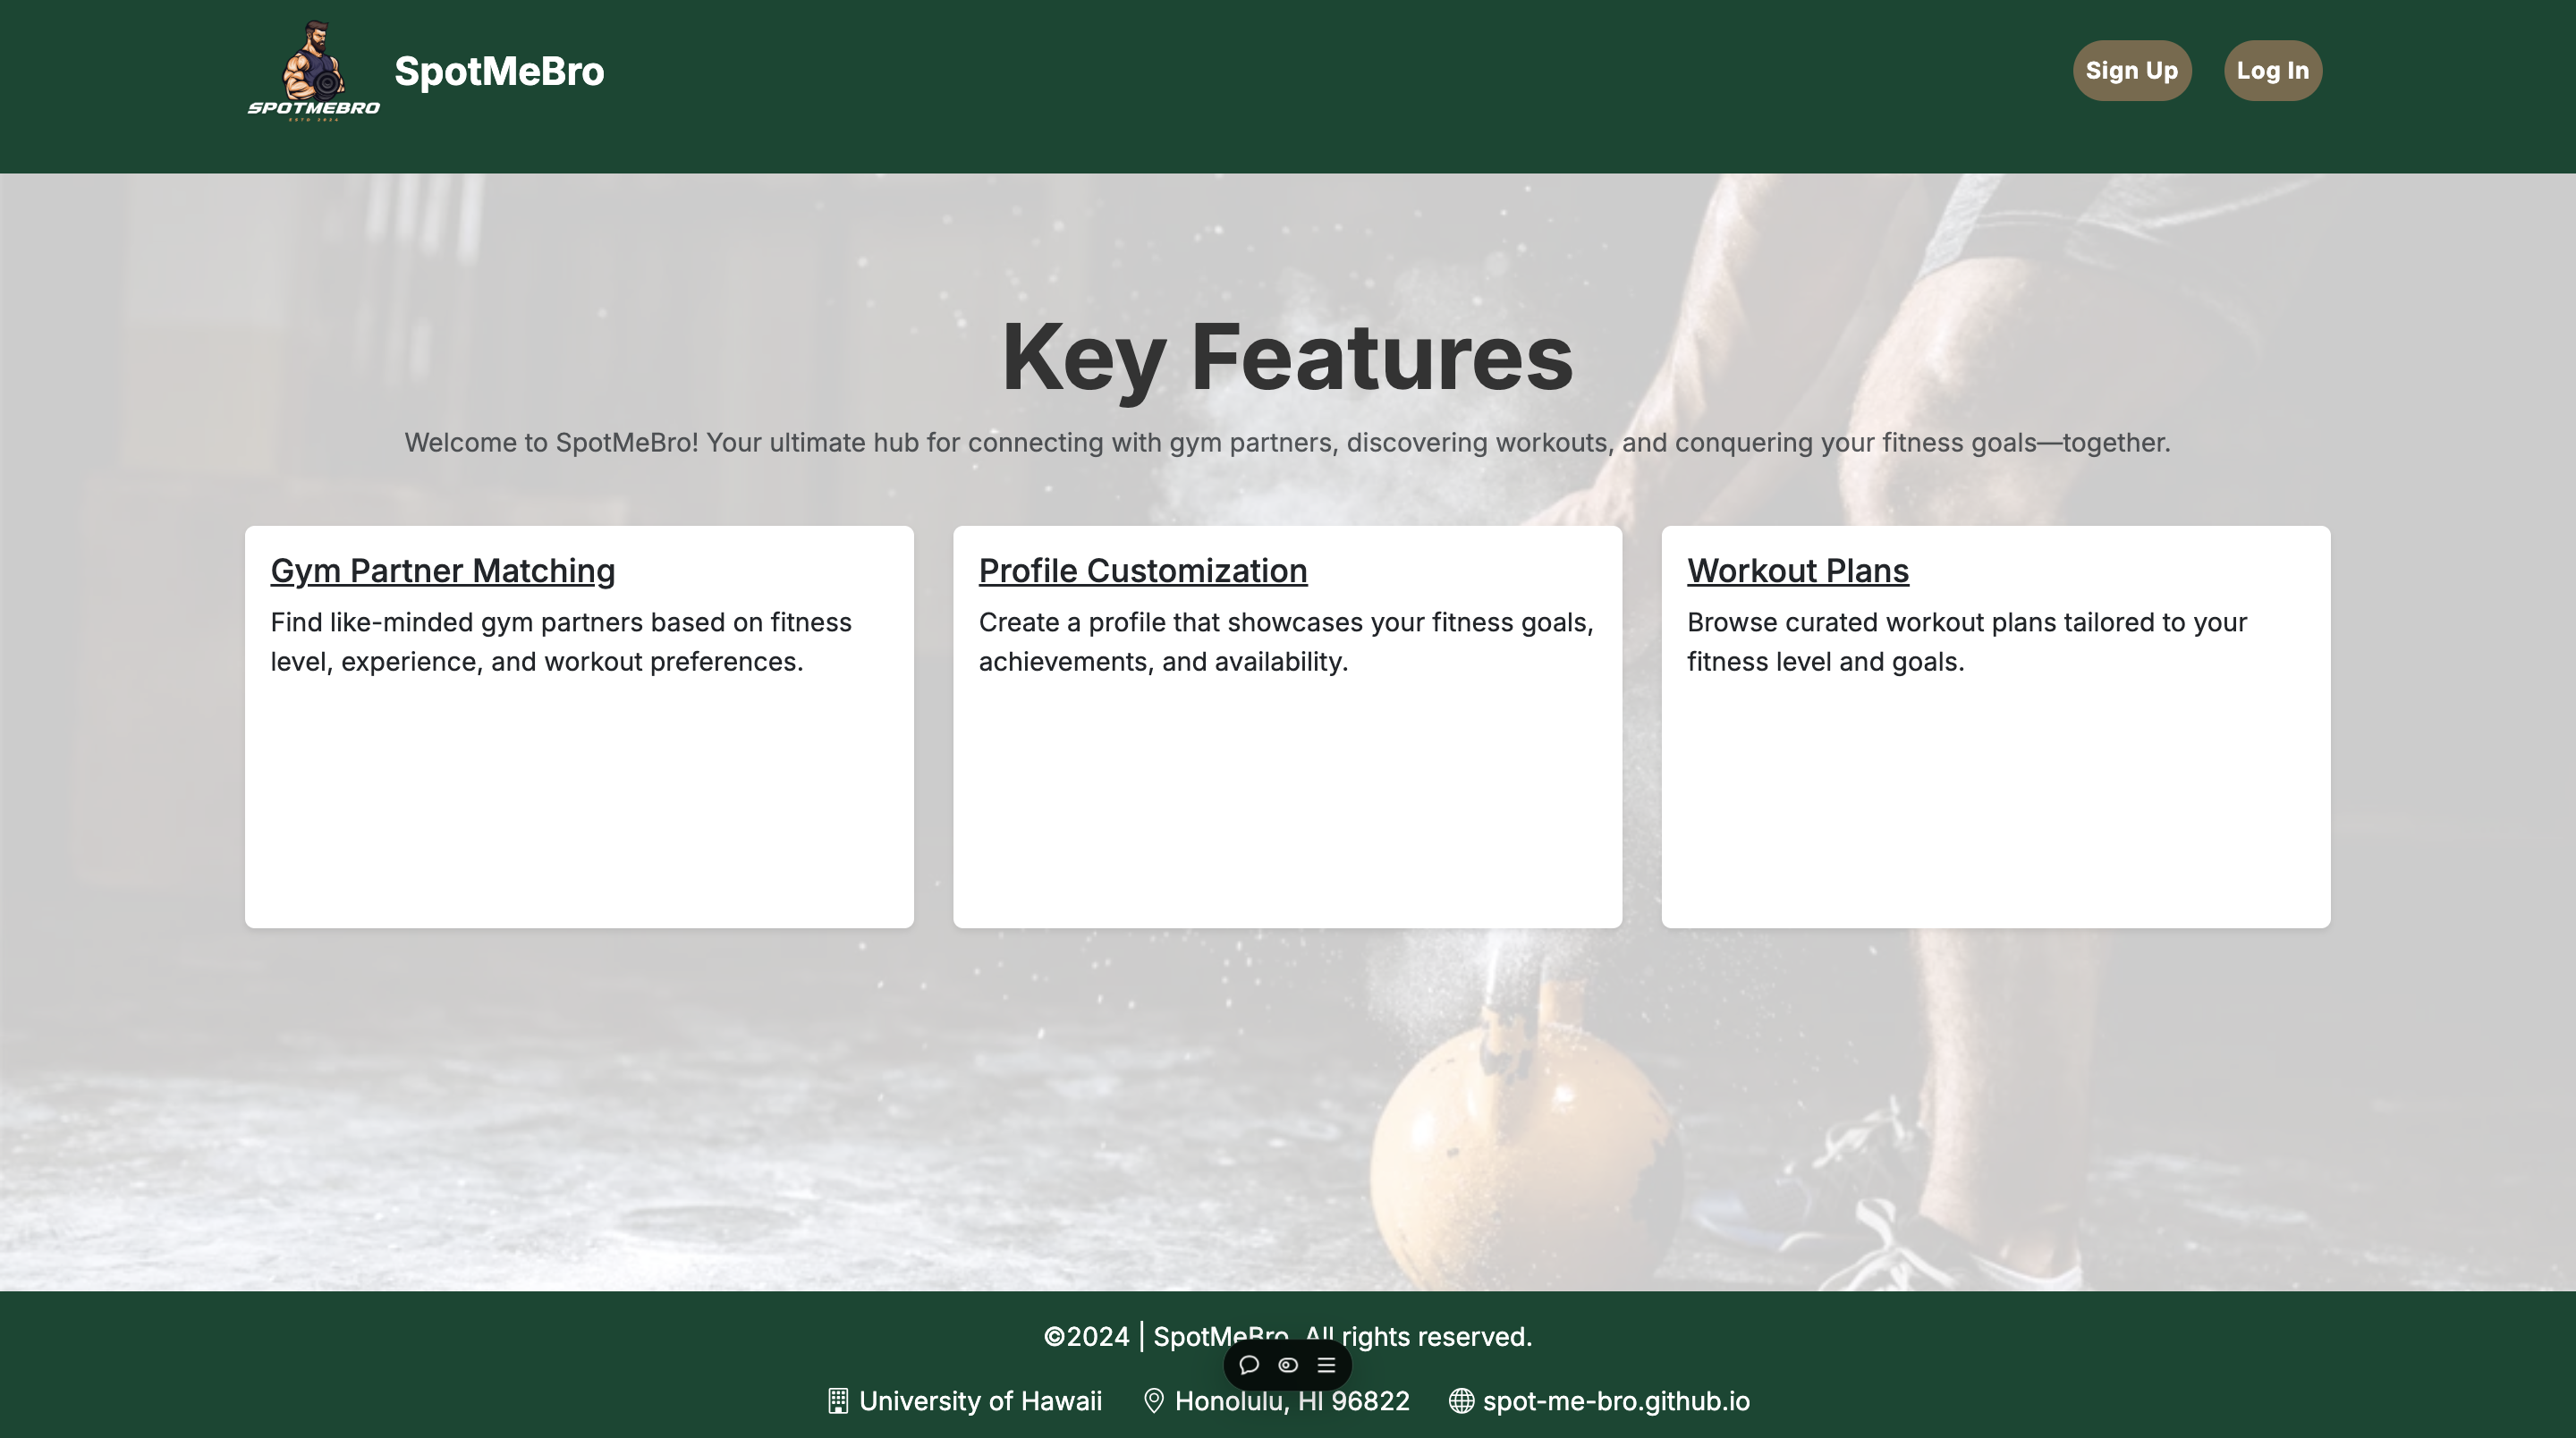 SPOTMEBRO
ESTD 2024
SpotMeBro
Sign Up
Log In
Key Features
Welcome to SpotMeBro! Your ultimate hub for connecting with gym partners, discovering workouts, and conquering your fitness goals—together.
Gym Partner Matching
Find like-minded gym partners based on fitness
level, experience, and workout preferences.
Profile Customization
Create a profile that showcases your fitness goals,
achievements, and availability.
Workout Plans
Browse curated workout plans tailored to your
fitness level and goals.
©2024 | SpotMeBro. All rights reserved.
University of Hawaii
Honolulu, HI 96822
spot-me-bro.github.io